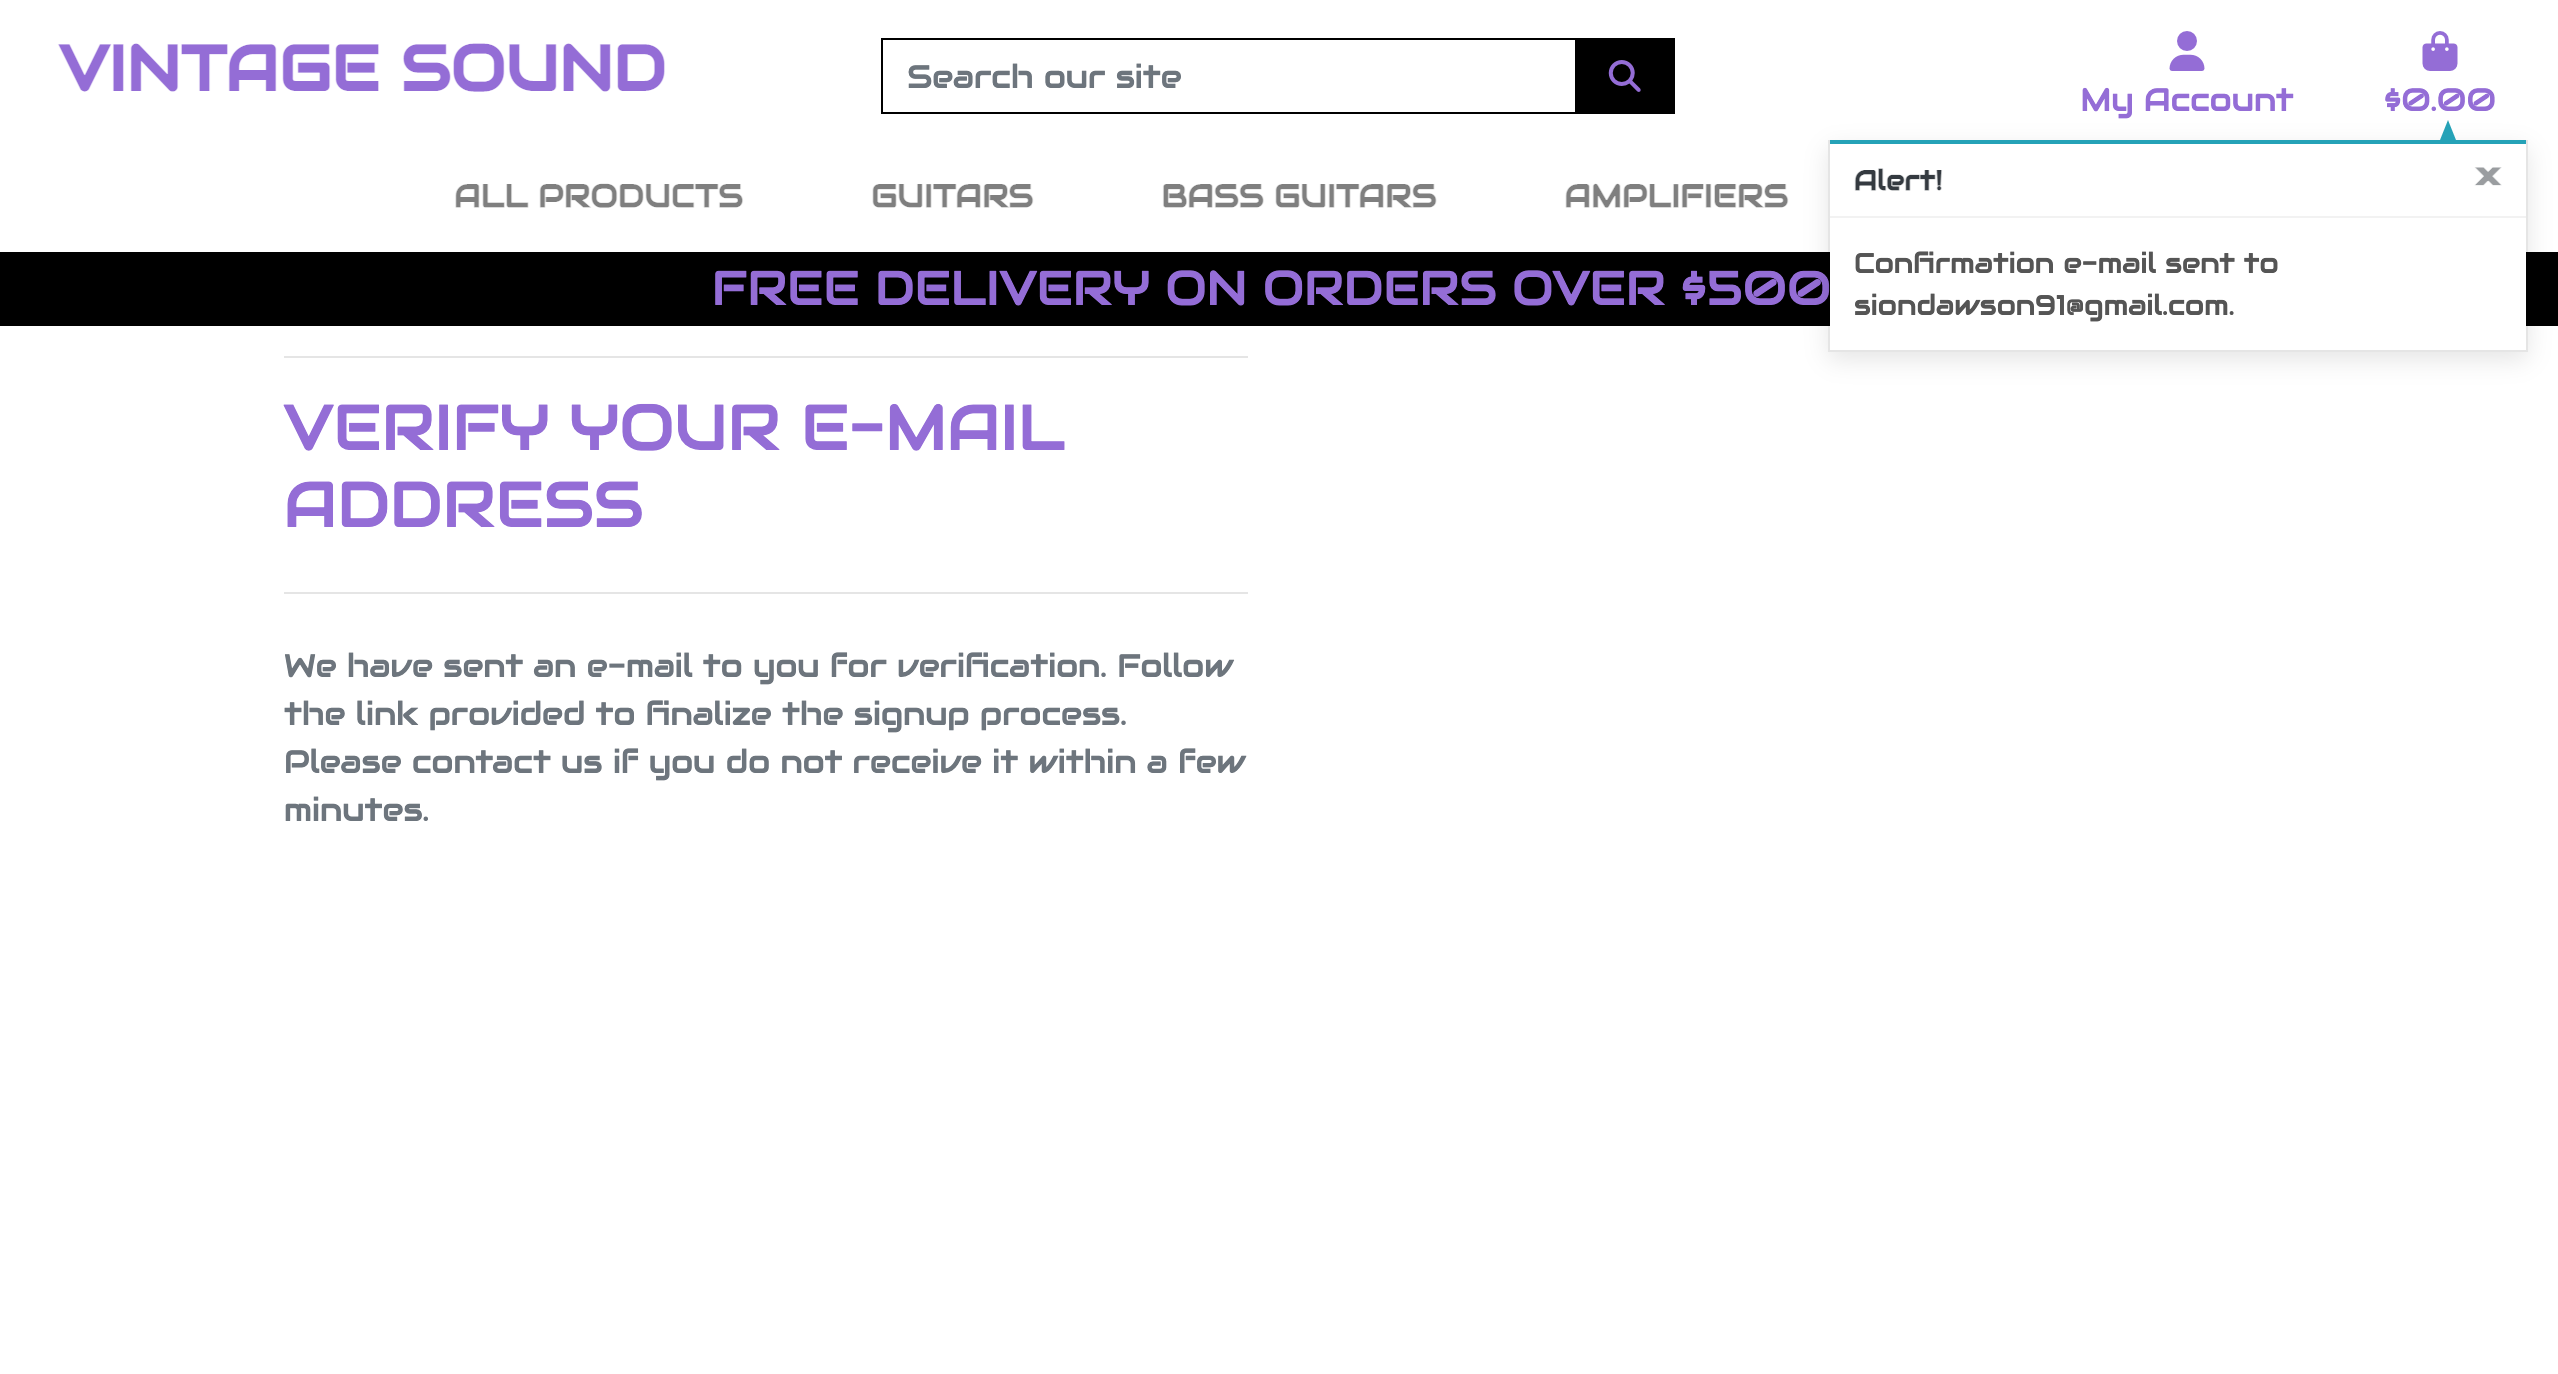 VINTAGE SOUND
Search our site
My Account
$0.00
ALL PRODUCTS
GUITARS
BASS GUITARS
AMPLIFIERS
Alert!
x
Confirmation e-mail sent to
siondawson91@gmail.com.
FREE DELIVERY ON ORDERS OVER $500
VERIFY YOUR E-MAIL
ADDRESS
We have sent an e-mail to you for verification. Follow
the link provided to finalize the signup process.
Please contact us if you do not receive it within a few
minutes.